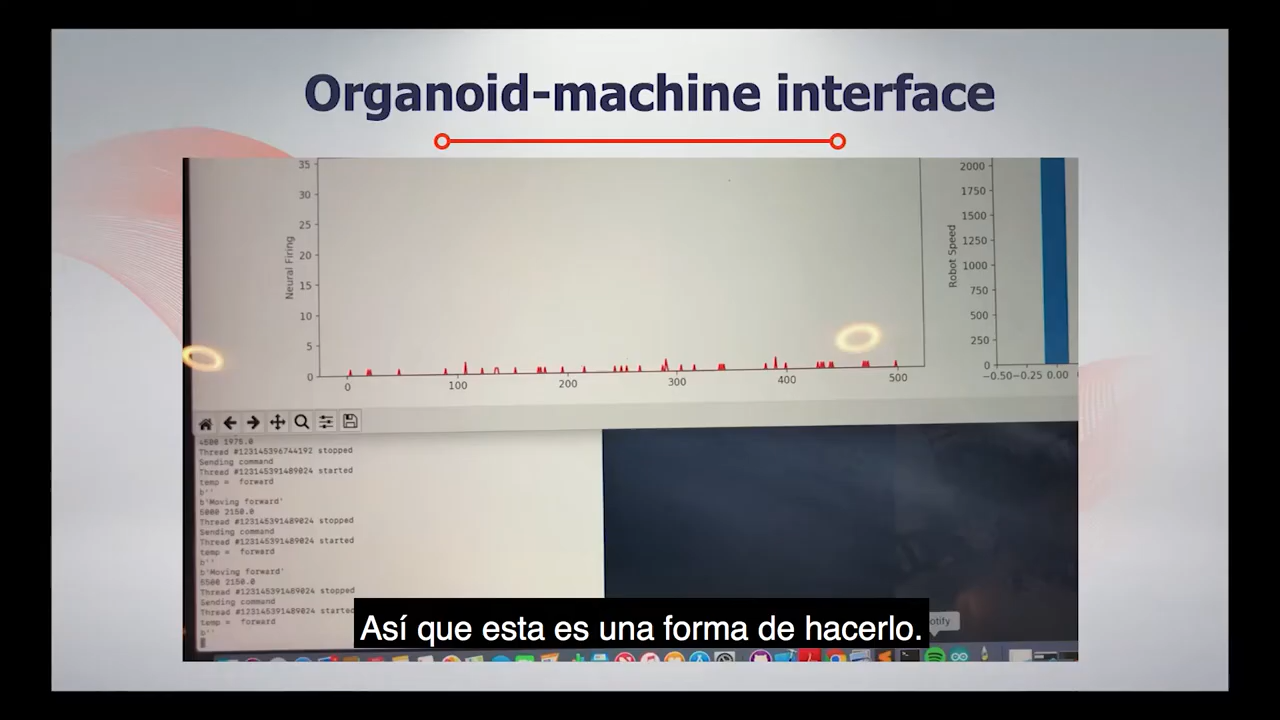 Organoid-machine interface
35
30
25
20
15
10
5
0
Neural Firing
0 100 200 300 400 500
2000
1750
1500
1250
1000
750
500
250
0
Robot Speed
−0.50 −0.25 0.00
4500 1975.0
Thread #123145396744192 stopped
Sending command
Thread #123145391489024 started
temp = forward
b''
b'Moving forward'
5000 2150.0
Thread #123145391489024 stopped
Sending command
Thread #123145391489024 started
temp = forward
b''
b'Moving forward'
5500 2150.0
Thread #123145391489024 stopped
Sending command
Thread #123145391489024 started
temp = forward
b''
Así que esta es una forma de hacerlo.